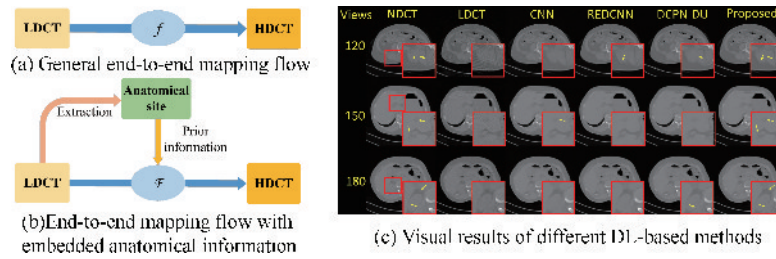 LDCT
f
HDCT
(a) General end-to-end mapping flow
Anatomical
site
Extraction
Prior
information
LDCT
F
HDCT
(b)End-to-end mapping flow with
embedded anatomical information
Views NDCT LDCT CNN REDCNN DCPN_DU Proposed
120
150
180
(c) Visual results of different DL-based methods